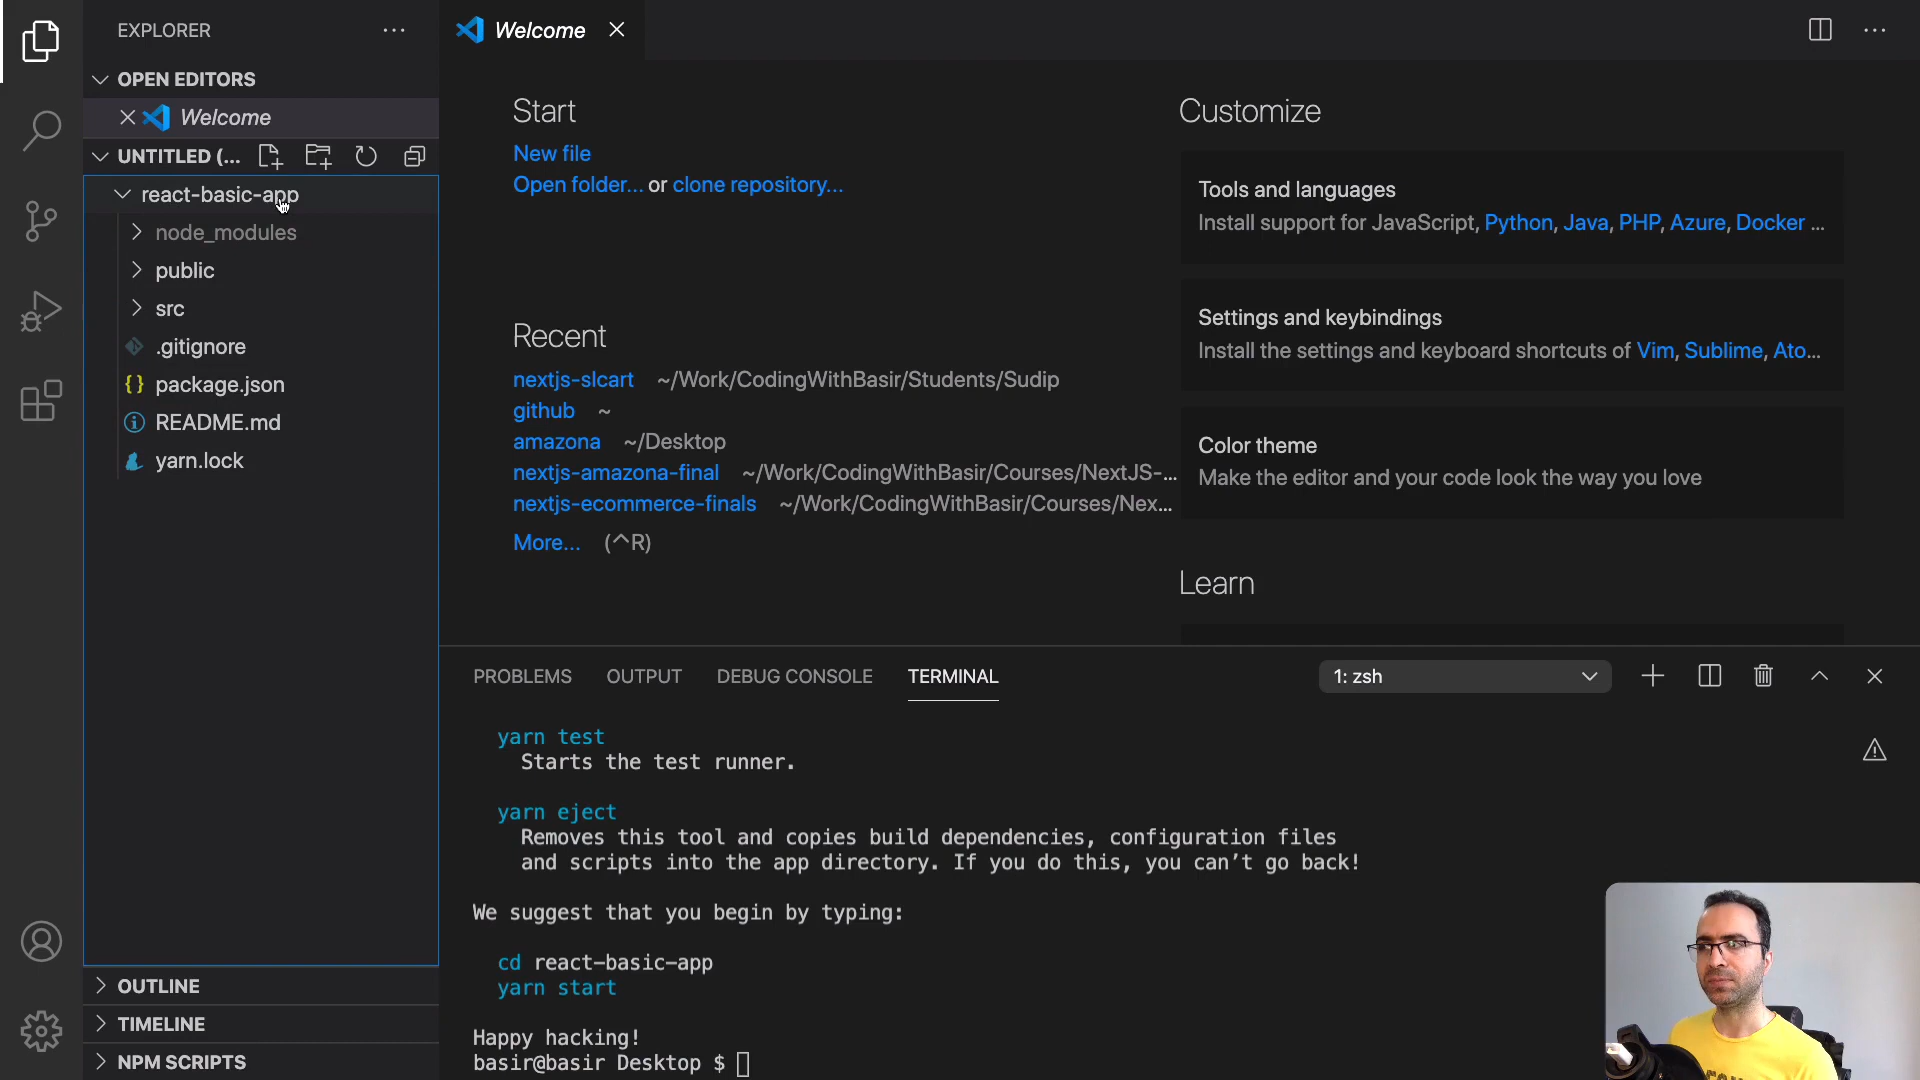 EXPLORER
OPEN EDITORS
Welcome
UNTITLED (...
react-basic-app
node_modules
public
src
.gitignore
package.json
README.md
yarn.lock
OUTLINE
TIMELINE
NPM SCRIPTS
Welcome
Start
New file
Open folder... or clone repository...
Recent
nextjs-slcart ~/Work/CodingWithBasir/Students/Sudip
github ~
amazona ~/Desktop
nextjs-amazona-final ~/Work/CodingWithBasir/Courses/NextJS-...
nextjs-ecommerce-finals ~/Work/CodingWithBasir/Courses/Nex...
More... (^R)
Customize
Tools and languages
Install support for JavaScript, Python, Java, PHP, Azure, Docker ...
Settings and keybindings
Install the settings and keyboard shortcuts of Vim, Sublime, Ato...
Color theme
Make the editor and your code look the way you love
Learn
PROBLEMS OUTPUT DEBUG CONSOLE TERMINAL 1: zsh
yarn test
Starts the test runner.
yarn eject
Removes this tool and copies build dependencies, configuration files
and scripts into the app directory. If you do this, you can’t go back!
We suggest that you begin by typing:
cd react-basic-app
yarn start
Happy hacking!
basir@basir Desktop $